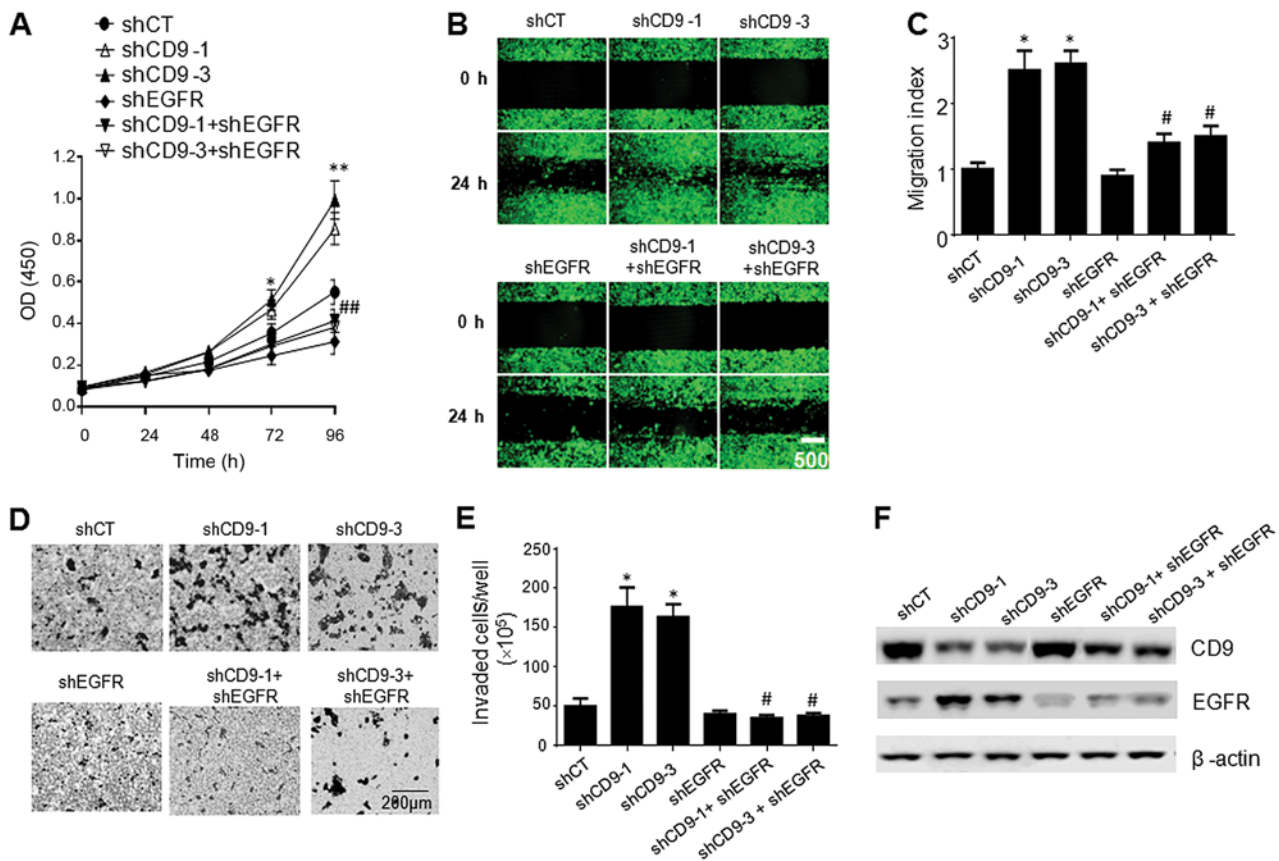 A
shCT
shCD9 -1
shCD9 -3
shEGFR
shCD9-1+shEGFR
shCD9-3+shEGFR
OD (450)
1.2
1.0
0.8
0.6
0.4
0.2
0.0
*
**
##
0 24 48 72 96
Time (h)
B
shCT shCD9 -1 shCD9 -3
0 h
24 h
shEGFR shCD9-1 +shEGFR shCD9-3 +shEGFR
0 h
24 h
500
C
Migration index
3
2
1
0
* * # #
shCT shCD9-1 shCD9-3 shEGFR shCD9-1+ shEGFR shCD9-3 + shEGFR
D
shCT shCD9-1 shCD9-3
shEGFR shCD9-1+ shEGFR shCD9-3+ shEGFR
200µm
E
Invaded cells/well
(×10⁵)
250
200
150
100
50
0
* * # #
shCT shCD9-1 shCD9-3 shEGFR shCD9-1+ shEGFR shCD9-3 + shEGFR
F
shCT shCD9-1 shCD9-3 shEGFR shCD9-1+ shEGFR shCD9-3 + shEGFR
CD9
EGFR
β -actin